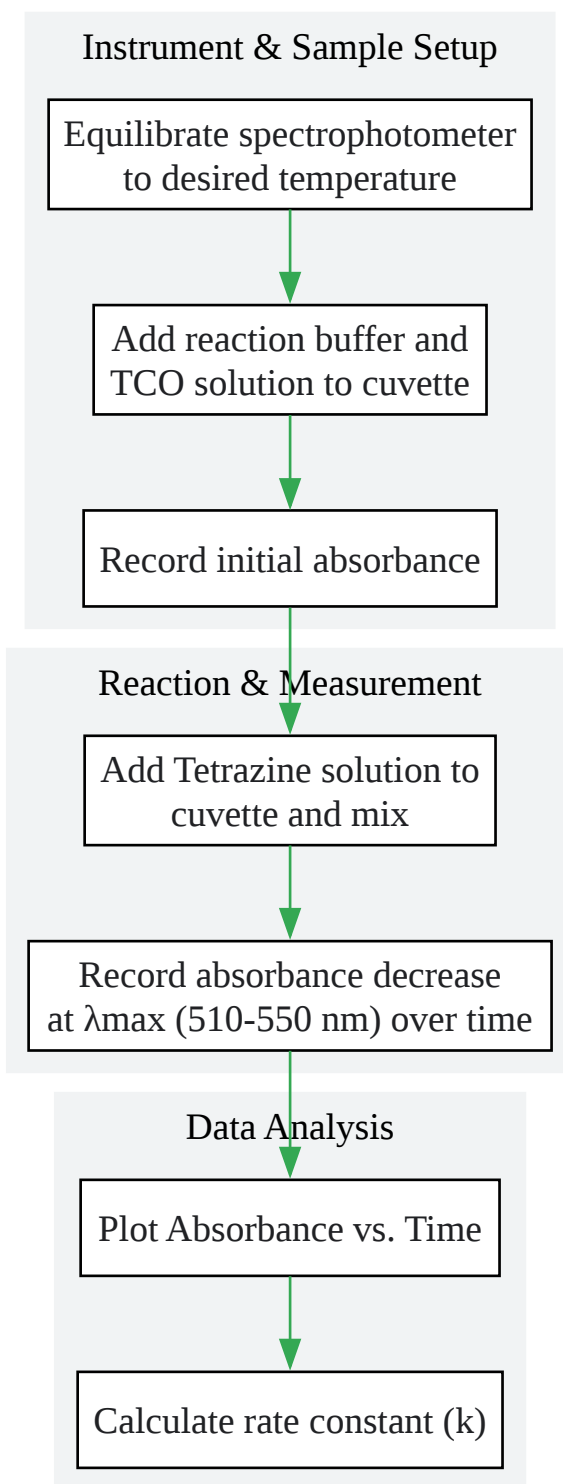 Instrument & Sample Setup
Equilibrate spectrophotometer
to desired temperature
Add reaction buffer and
TCO solution to cuvette
Record initial absorbance
Reaction & Measurement
Add Tetrazine solution to
cuvette and mix
Record absorbance decrease
at λmax (510-550 nm) over time
Data Analysis
Plot Absorbance vs. Time
Calculate rate constant (k)